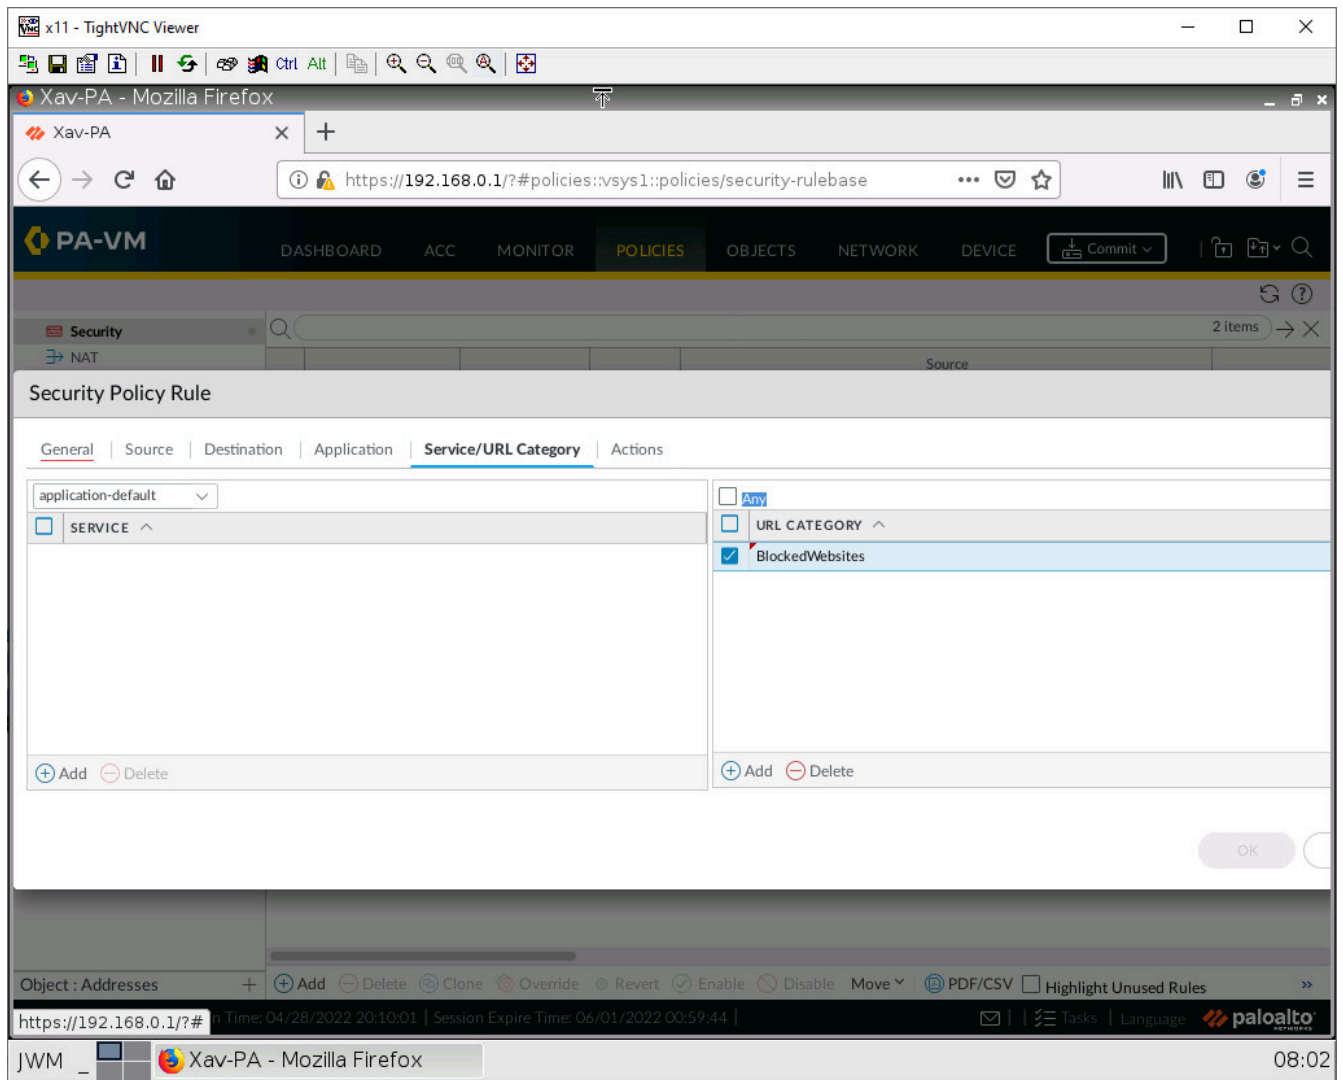 x11 - TightVNC Viewer
Ctrl Alt
Xav-PA - Mozilla Firefox
Xav-PA
https://192.168.0.1/?#policies::vsys1::policies/security-rulebase
PA-VM
DASHBOARD ACC MONITOR POLICIES OBJECTS NETWORK DEVICE Commit
Security
2 items
NAT
Source
Security Policy Rule
General Source Destination Application Service/URL Category Actions
application-default
Any
SERVICE
URL CATEGORY
BlockedWebsites
Add Delete
Add Delete
OK
Object : Addresses
Add Delete Clone Override Revert Enable Disable Move PDF/CSV Highlight Unused Rules
https://192.168.0.1/?#
n Time: 04/28/2022 20:10:01 | Session Expire Time: 06/01/2022 00:59:44 |
Tasks | Language
paloalto
NETWORKS
JWM
Xav-PA - Mozilla Firefox
08:02